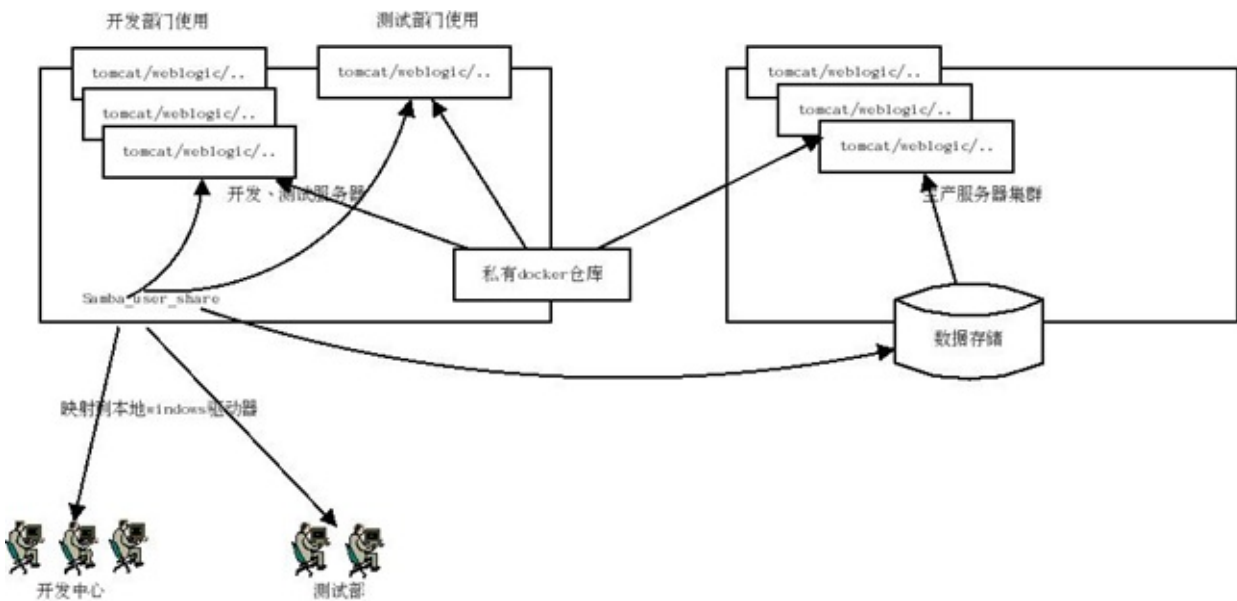 开发部门使用
测试部门使用
tomcat/weblogic/..
tomcat/weblogic/..
tomcat/weblogic/..
tomcat/weblogic/..
tomcat/weblogic/..
tomcat/weblogic/..
tomcat/weblogic/..
开发、测试服务器
生产服务器集群
私有docker仓库
Samba_user_share
数据存储
映射到本地windows驱动器
开发中心
测试部